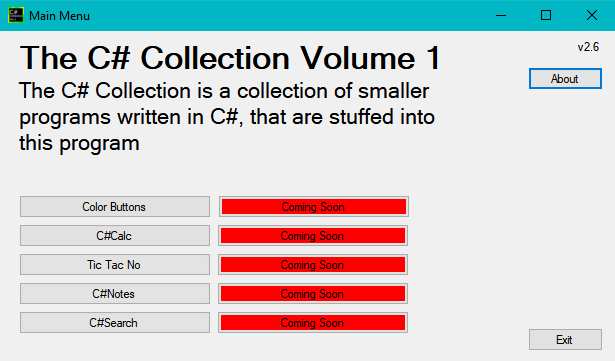 C#
Main Menu
v2.6
The C# Collection Volume 1
About
The C# Collection is a collection of smaller
programs written in C#, that are stuffed into
this program
Color Buttons
Coming Soon
C#Calc
Coming Soon
Tic Tac No
Coming Soon
C#Notes
Coming Soon
C#Search
Coming Soon
Exit